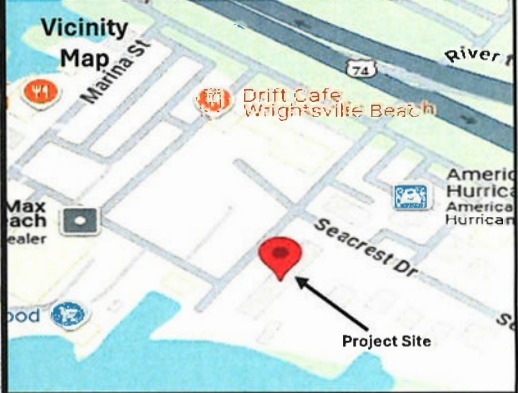 Vicinity
Map
Marina St
74
River t
Drift Cafe
Wrightsville Beach
Americ
Hurrica
America
Hurrican
Max
each
ealer
Seacrest Dr
ood
Project Site